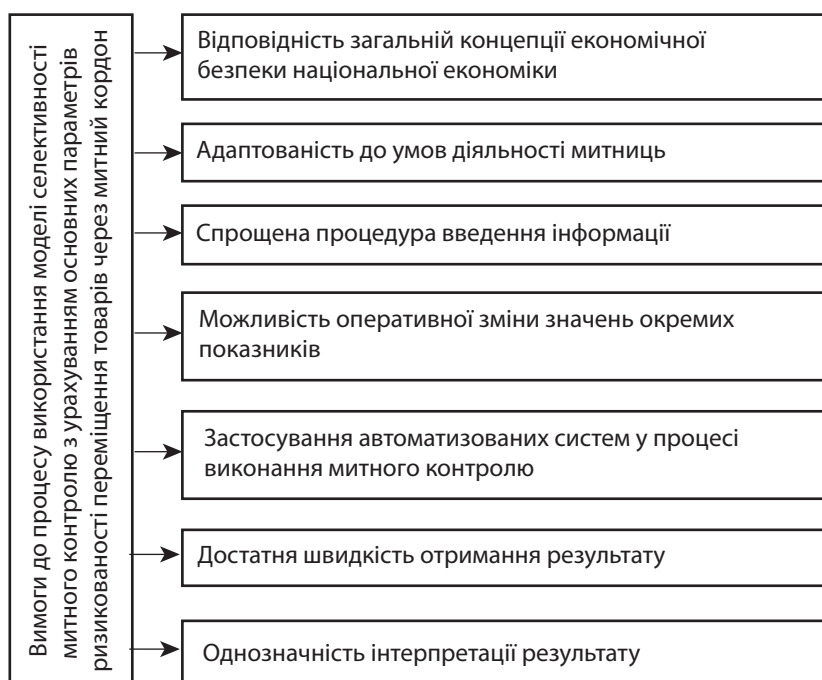 Вимоги до процесу використання моделі селективності
митного контролю з урахуванням основних параметрів
ризикованості переміщення товарів через митний кордон
Відповідність загальній концепції економічної
безпеки національної економіки
Адаптованість до умов діяльності митниць
Спрощена процедура введення інформації
Можливість оперативної зміни значень окремих
показників
Застосування автоматизованих систем у процесі
виконання митного контролю
Достатня швидкість отримання результату
Однозначність інтерпретації результату